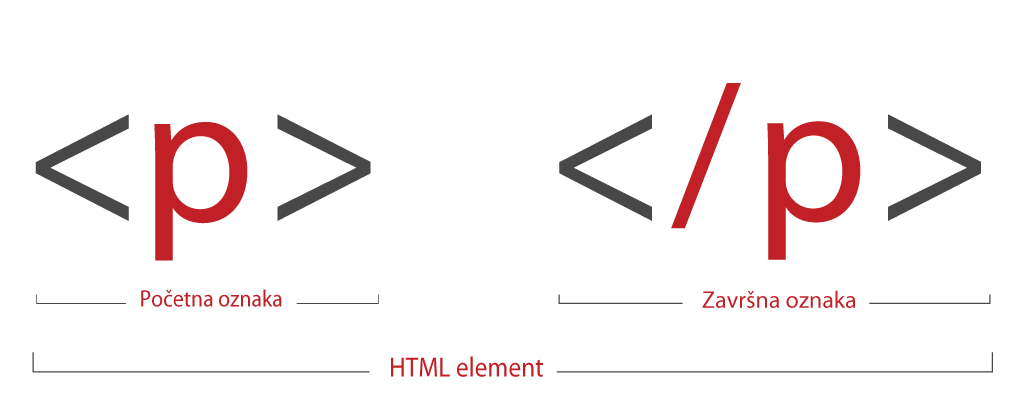 <p> </p>
Početna oznaka Završna oznaka
HTML element